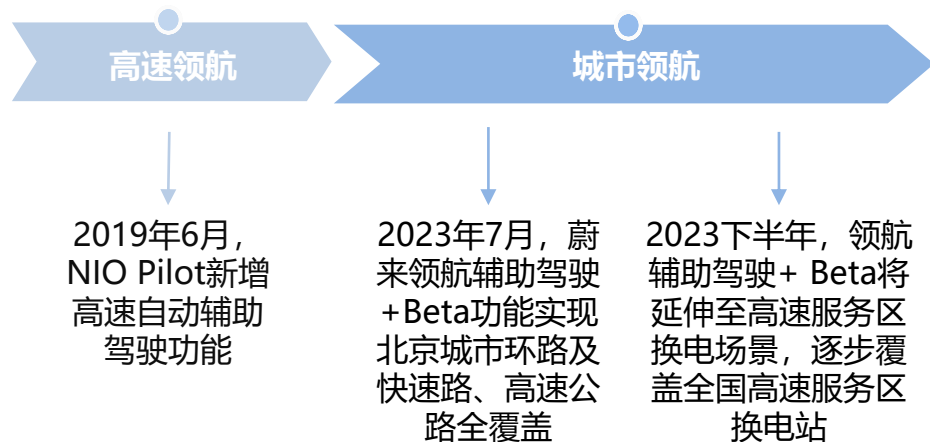 高速领航
城市领航
2019年6月，
NIO Pilot新增
高速自动辅助
驾驶功能
2023年7月，蔚
来领航辅助驾驶
+Beta功能实现
北京城市环路及
快速路、高速公
路全覆盖
2023下半年，领航
辅助驾驶+ Beta将
延伸至高速服务区
换电场景，逐步覆
盖全国高速服务区
换电站